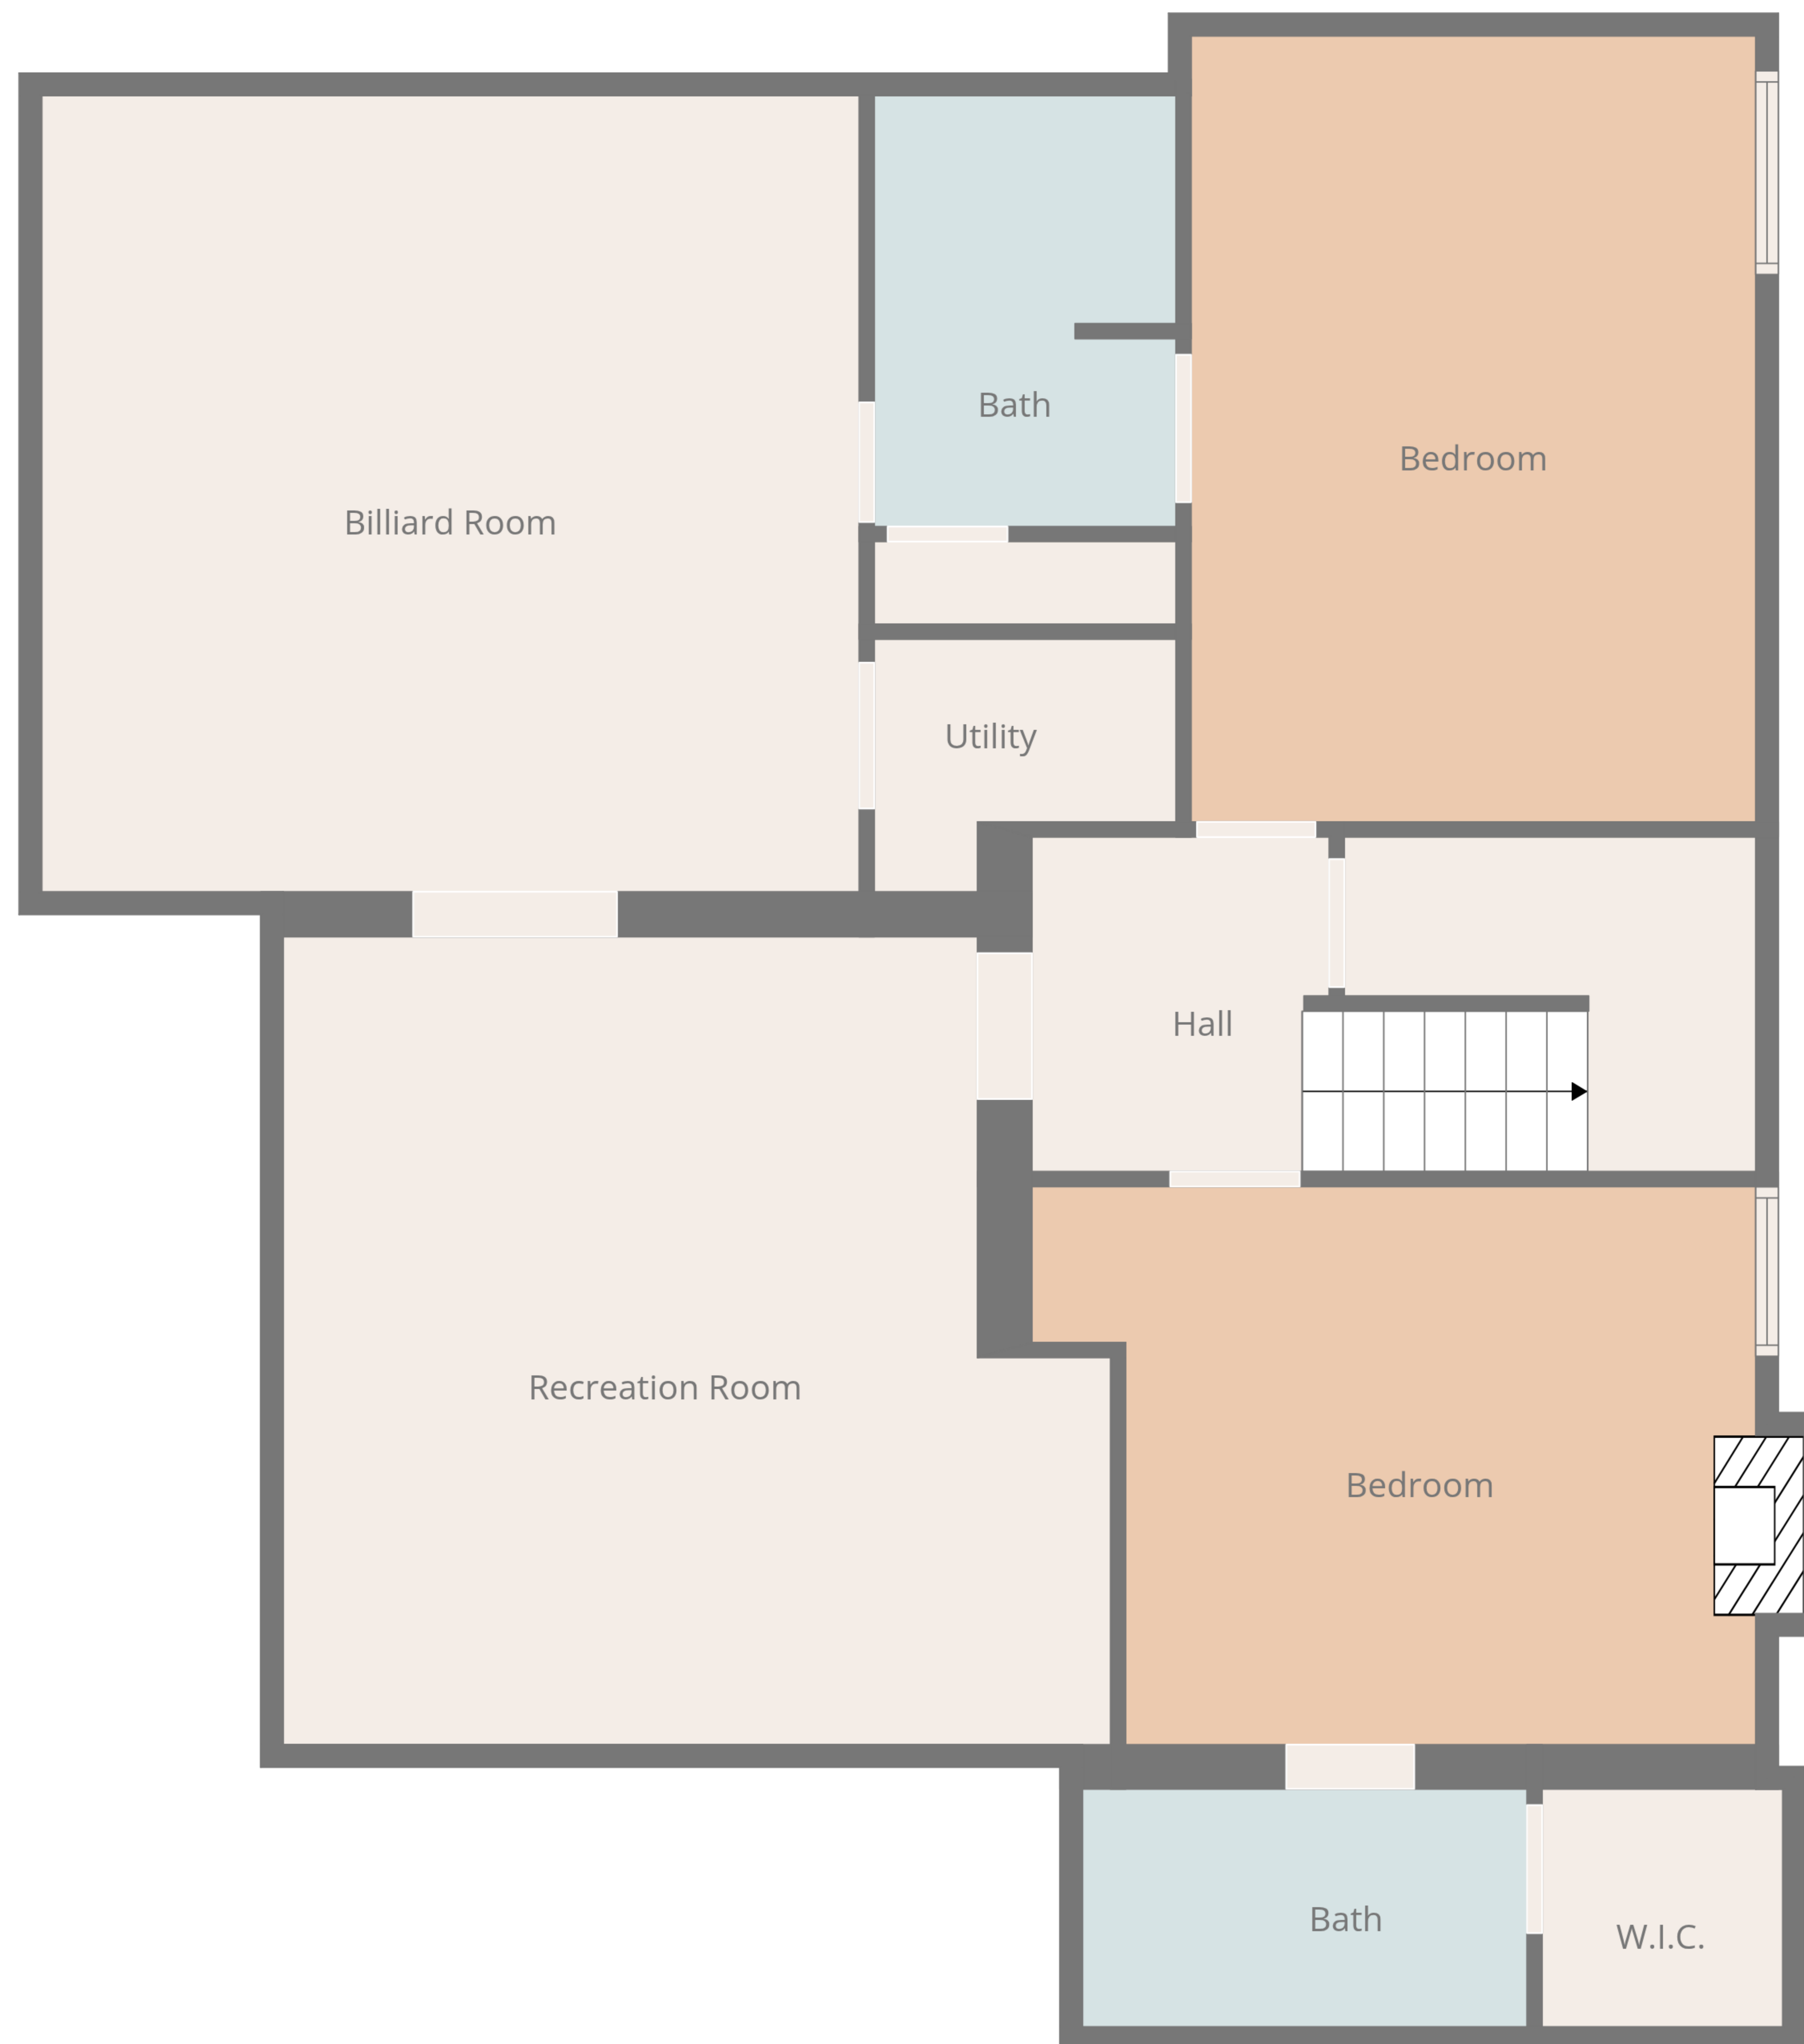 Bath
Bedroom
Billiard Room
Utility
Hall
Recreation Room
Bedroom
Bath
W.I.C.